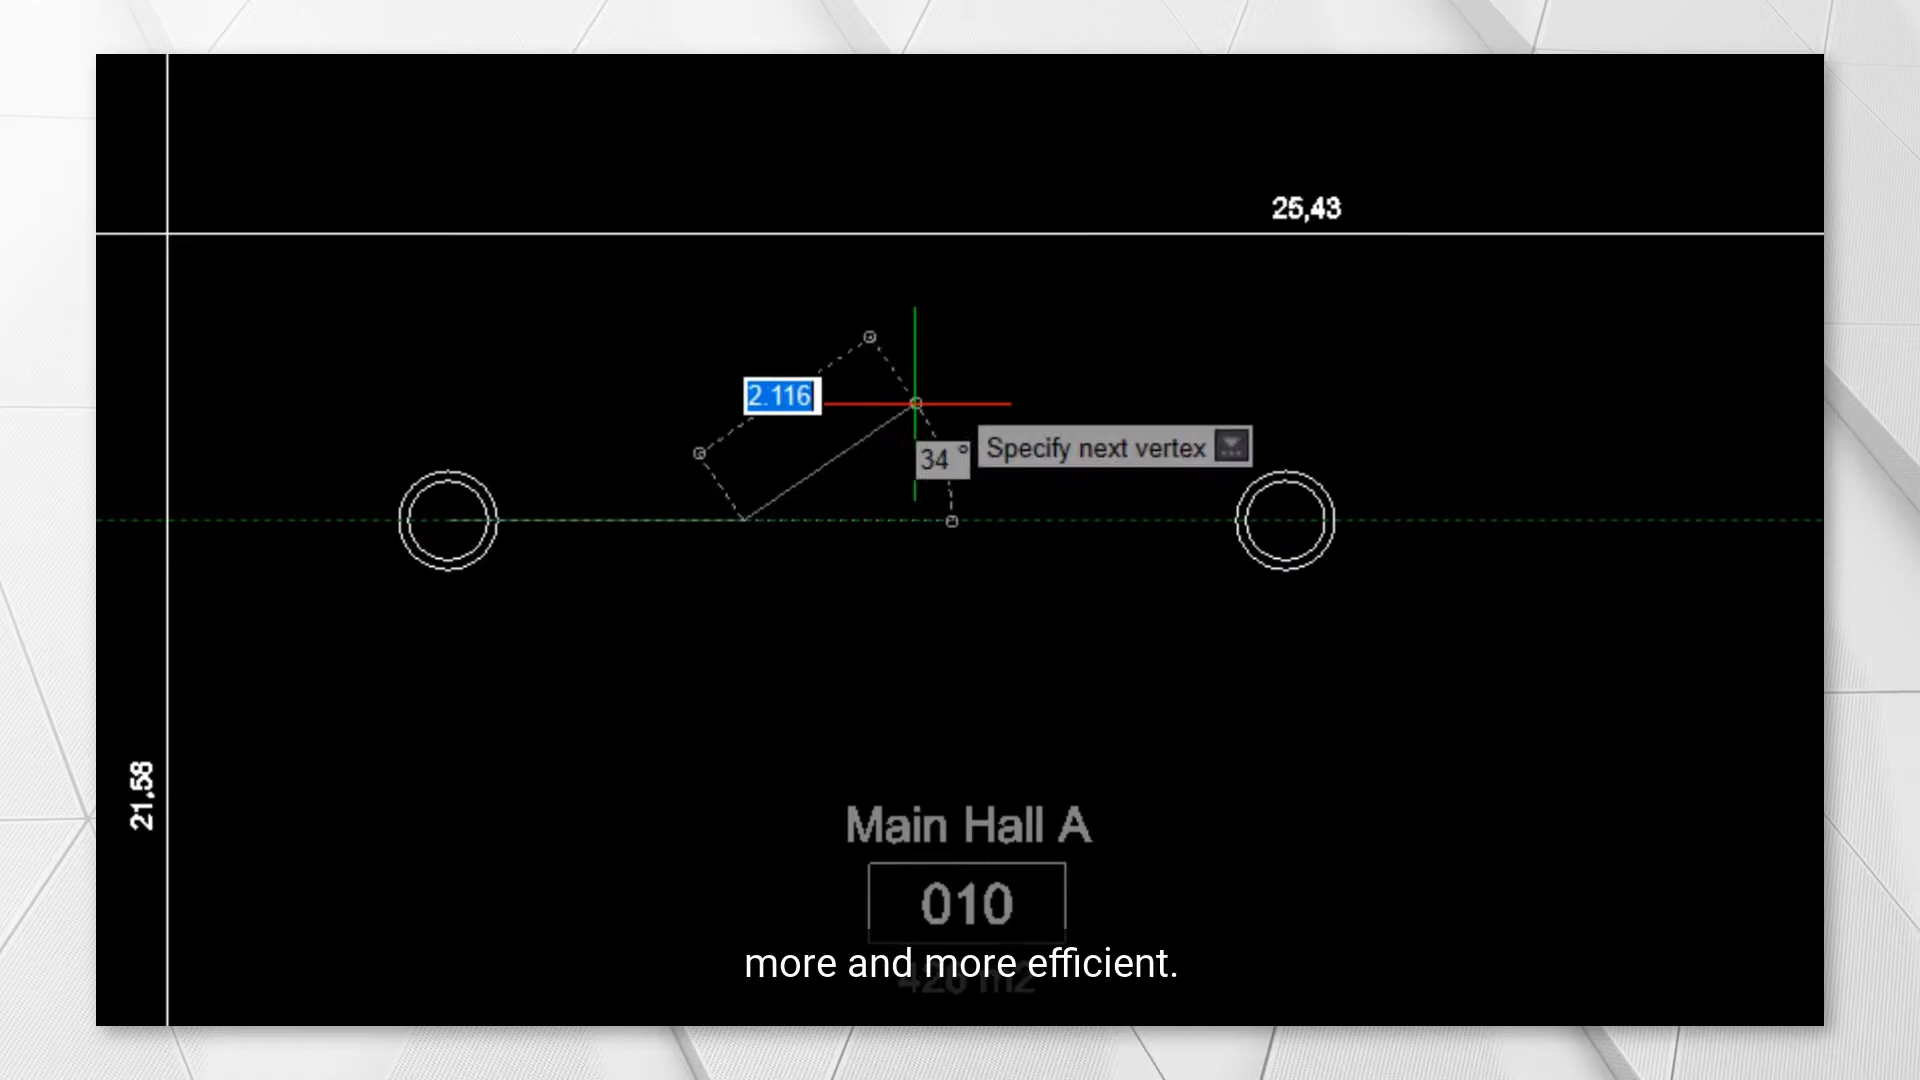 25,43
2.116
34 °
Specify next vertex
21,58
Main Hall A
010
more and more efficient.